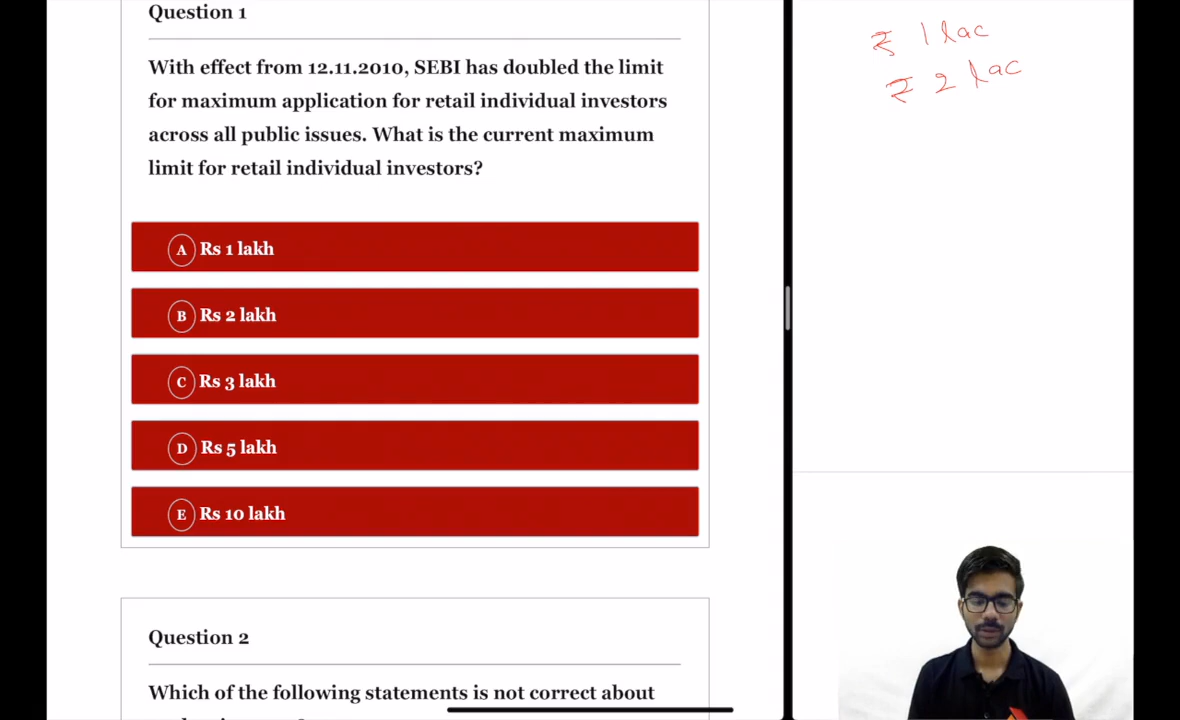 Question 1
With effect from 12.11.2010, SEBI has doubled the limit
for maximum application for retail individual investors
across all public issues. What is the current maximum
limit for retail individual investors?
A Rs 1 lakh
B Rs 2 lakh
C Rs 3 lakh
D Rs 5 lakh
E Rs 10 lakh
Question 2
Which of the following statements is not correct about
₹ 1 lac
₹ 2 lac